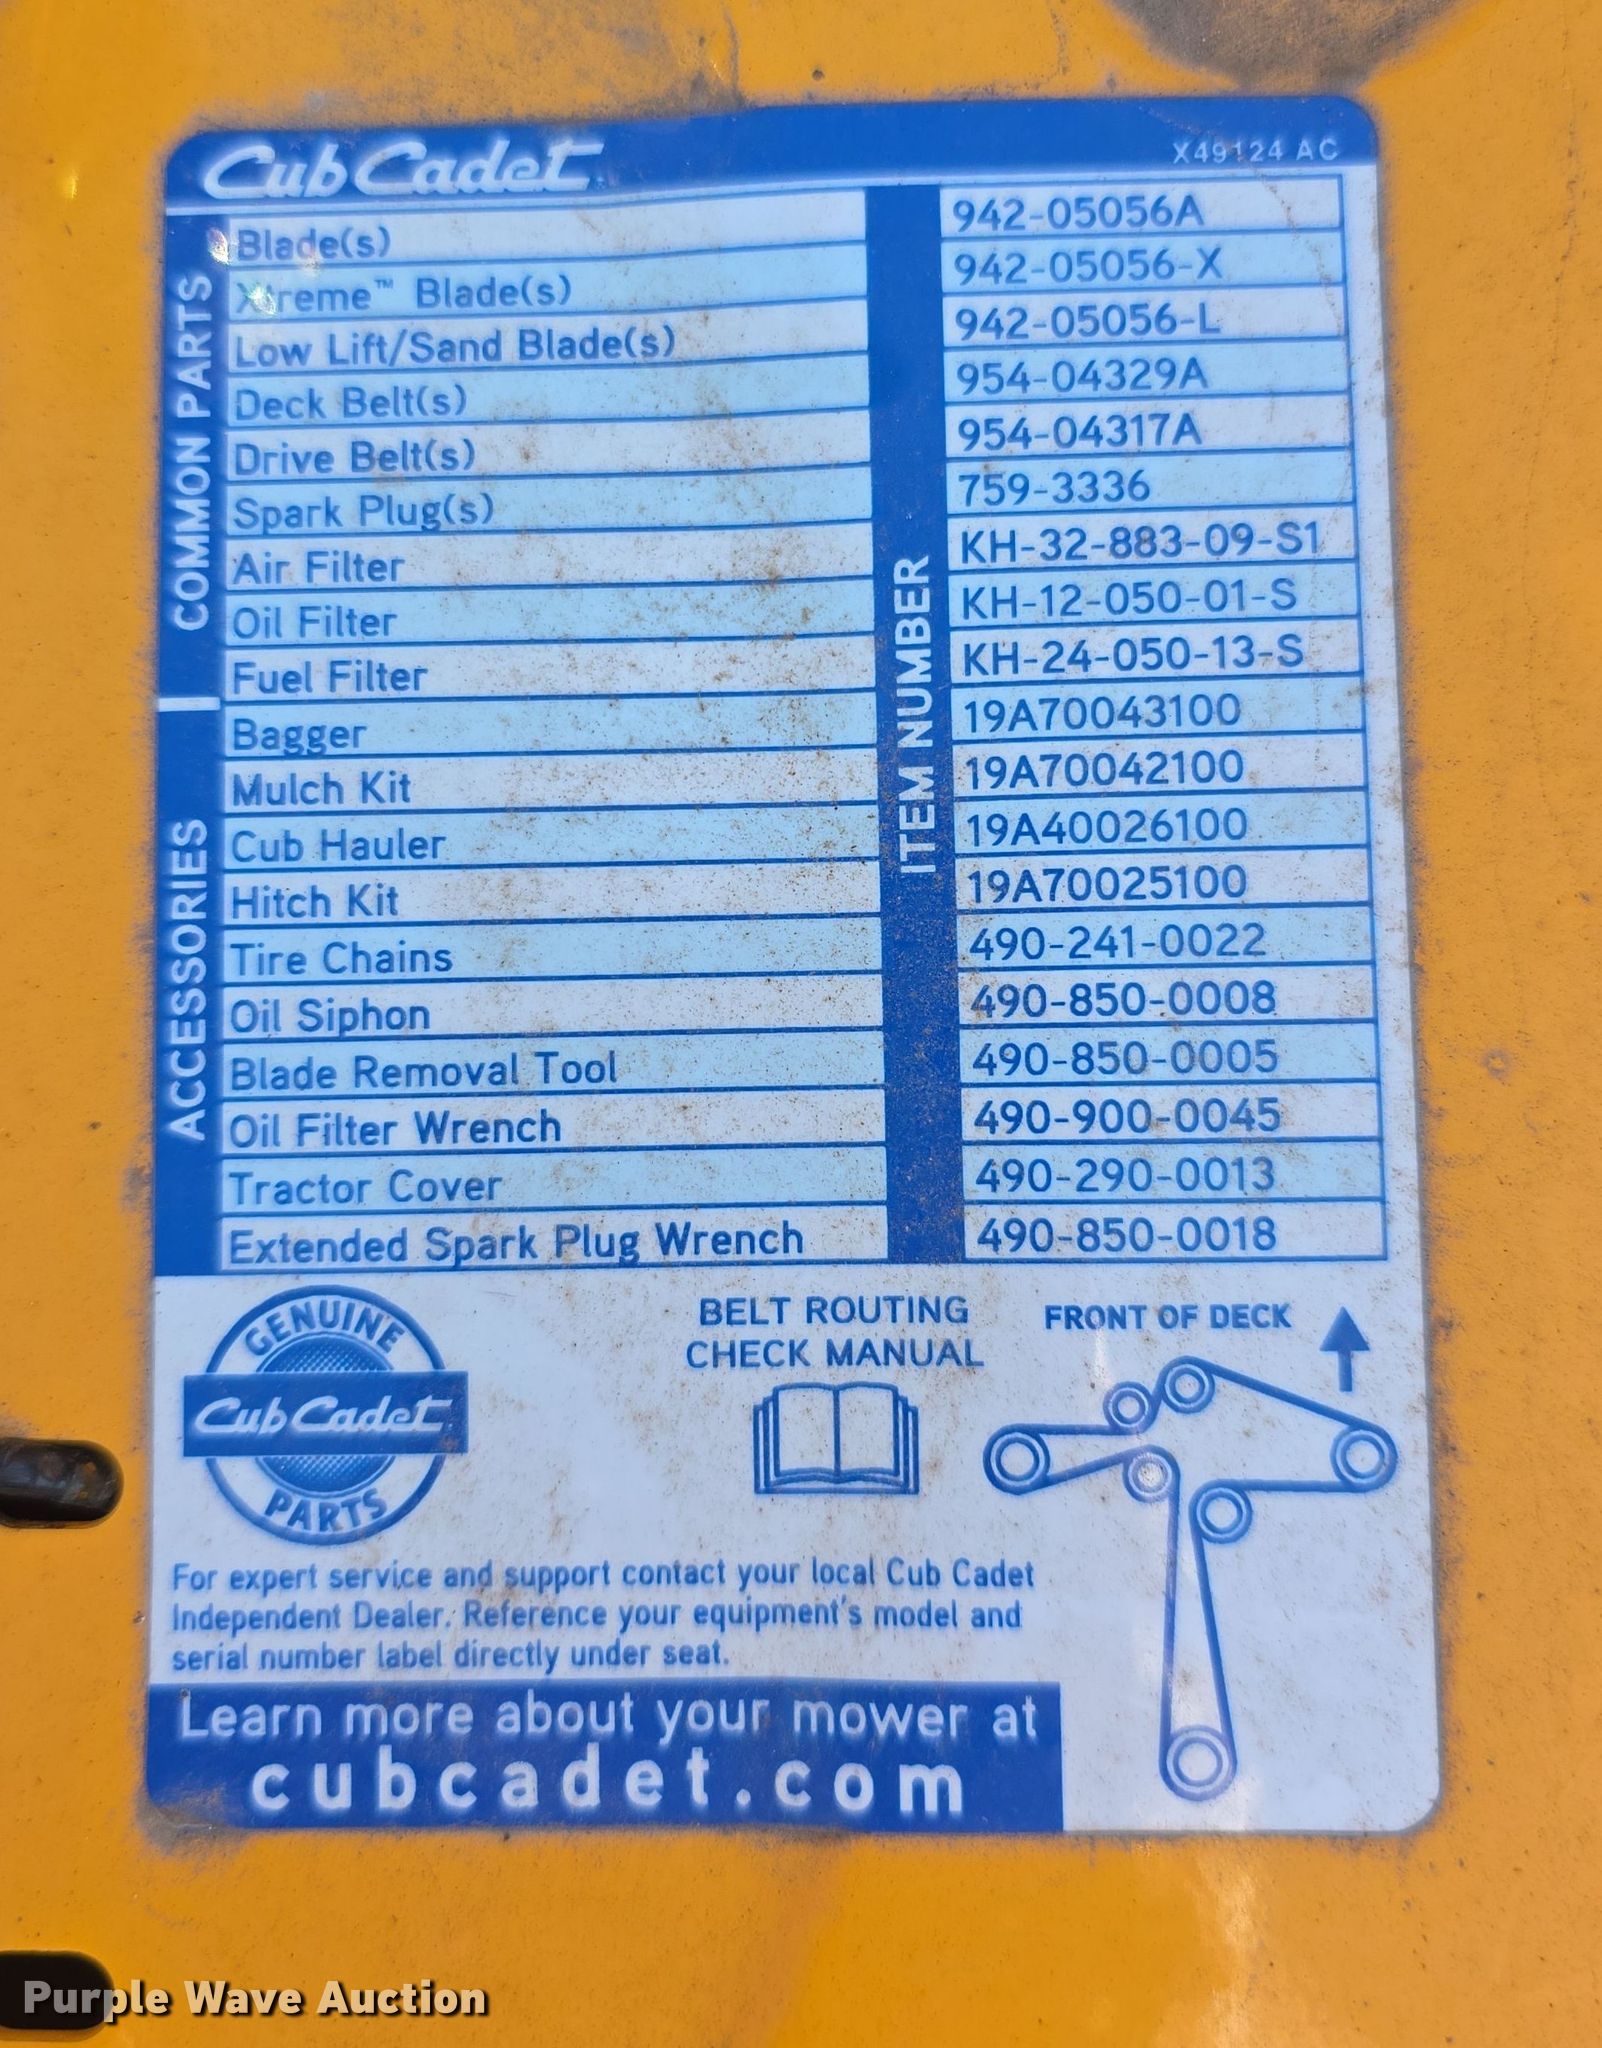 Cub Cadet
X49124 AC
COMMON PARTS
ITEM NUMBER
Blade(s) 942-05056A
Xtreme™ Blade(s) 942-05056-X
Low Lift/Sand Blade(s) 942-05056-L
Deck Belt(s) 954-04329A
Drive Belt(s) 954-04317A
Spark Plug(s) 759-3336
Air Filter KH-32-883-09-S1
Oil Filter KH-12-050-01-S
Fuel Filter KH-24-050-13-S
ACCESSORIES
Bagger 19A70043100
Mulch Kit 19A70042100
Cub Hauler 19A40026100
Hitch Kit 19A70025100
Tire Chains 490-241-0022
Oil Siphon 490-850-0008
Blade Removal Tool 490-850-0005
Oil Filter Wrench 490-900-0045
Tractor Cover 490-290-0013
Extended Spark Plug Wrench 490-850-0018
GENUINE
Cub Cadet
PARTS
BELT ROUTING
CHECK MANUAL
FRONT OF DECK
For expert service and support contact your local Cub Cadet
Independent Dealer. Reference your equipment's model and
serial number label directly under seat.
Learn more about your mower at
cubcadet.com
Purple Wave Auction